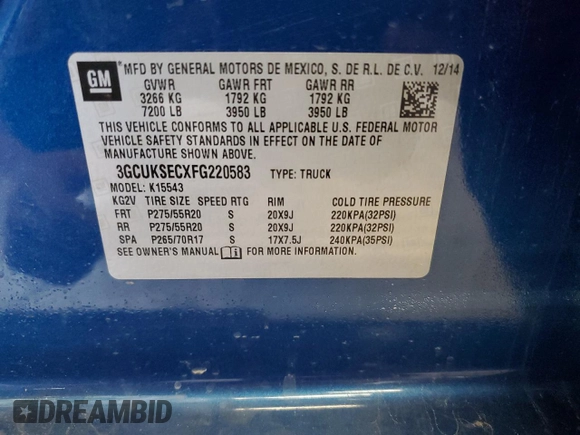 GM
MFD BY GENERAL MOTORS DE MEXICO, S. DE R.L. DE C.V. 12/14
GVWR GAWR FRT GAWR RR
3266 KG 1792 KG 1792 KG
7200 LB 3950 LB 3950 LB
THIS VEHICLE CONFORMS TO ALL APPLICABLE U.S. FEDERAL MOTOR
VEHICLE SAFETY STANDARDS IN EFFECT ON THE DATE OF
MANUFACTURE SHOWN ABOVE.
3GCUKSECXFG220583 TYPE: TRUCK
MODEL: K15543
KG2V TIRE SIZE SPEED RTG RIM COLD TIRE PRESSURE
FRT P275/55R20 S 20X9J 220KPA(32PSI)
RR P275/55R20 S 20X9J 220KPA(32PSI)
SPA P265/70R17 S 17X7.5J 240KPA(35PSI)
SEE OWNER'S MANUAL FOR MORE INFORMATION.
DREAMBID